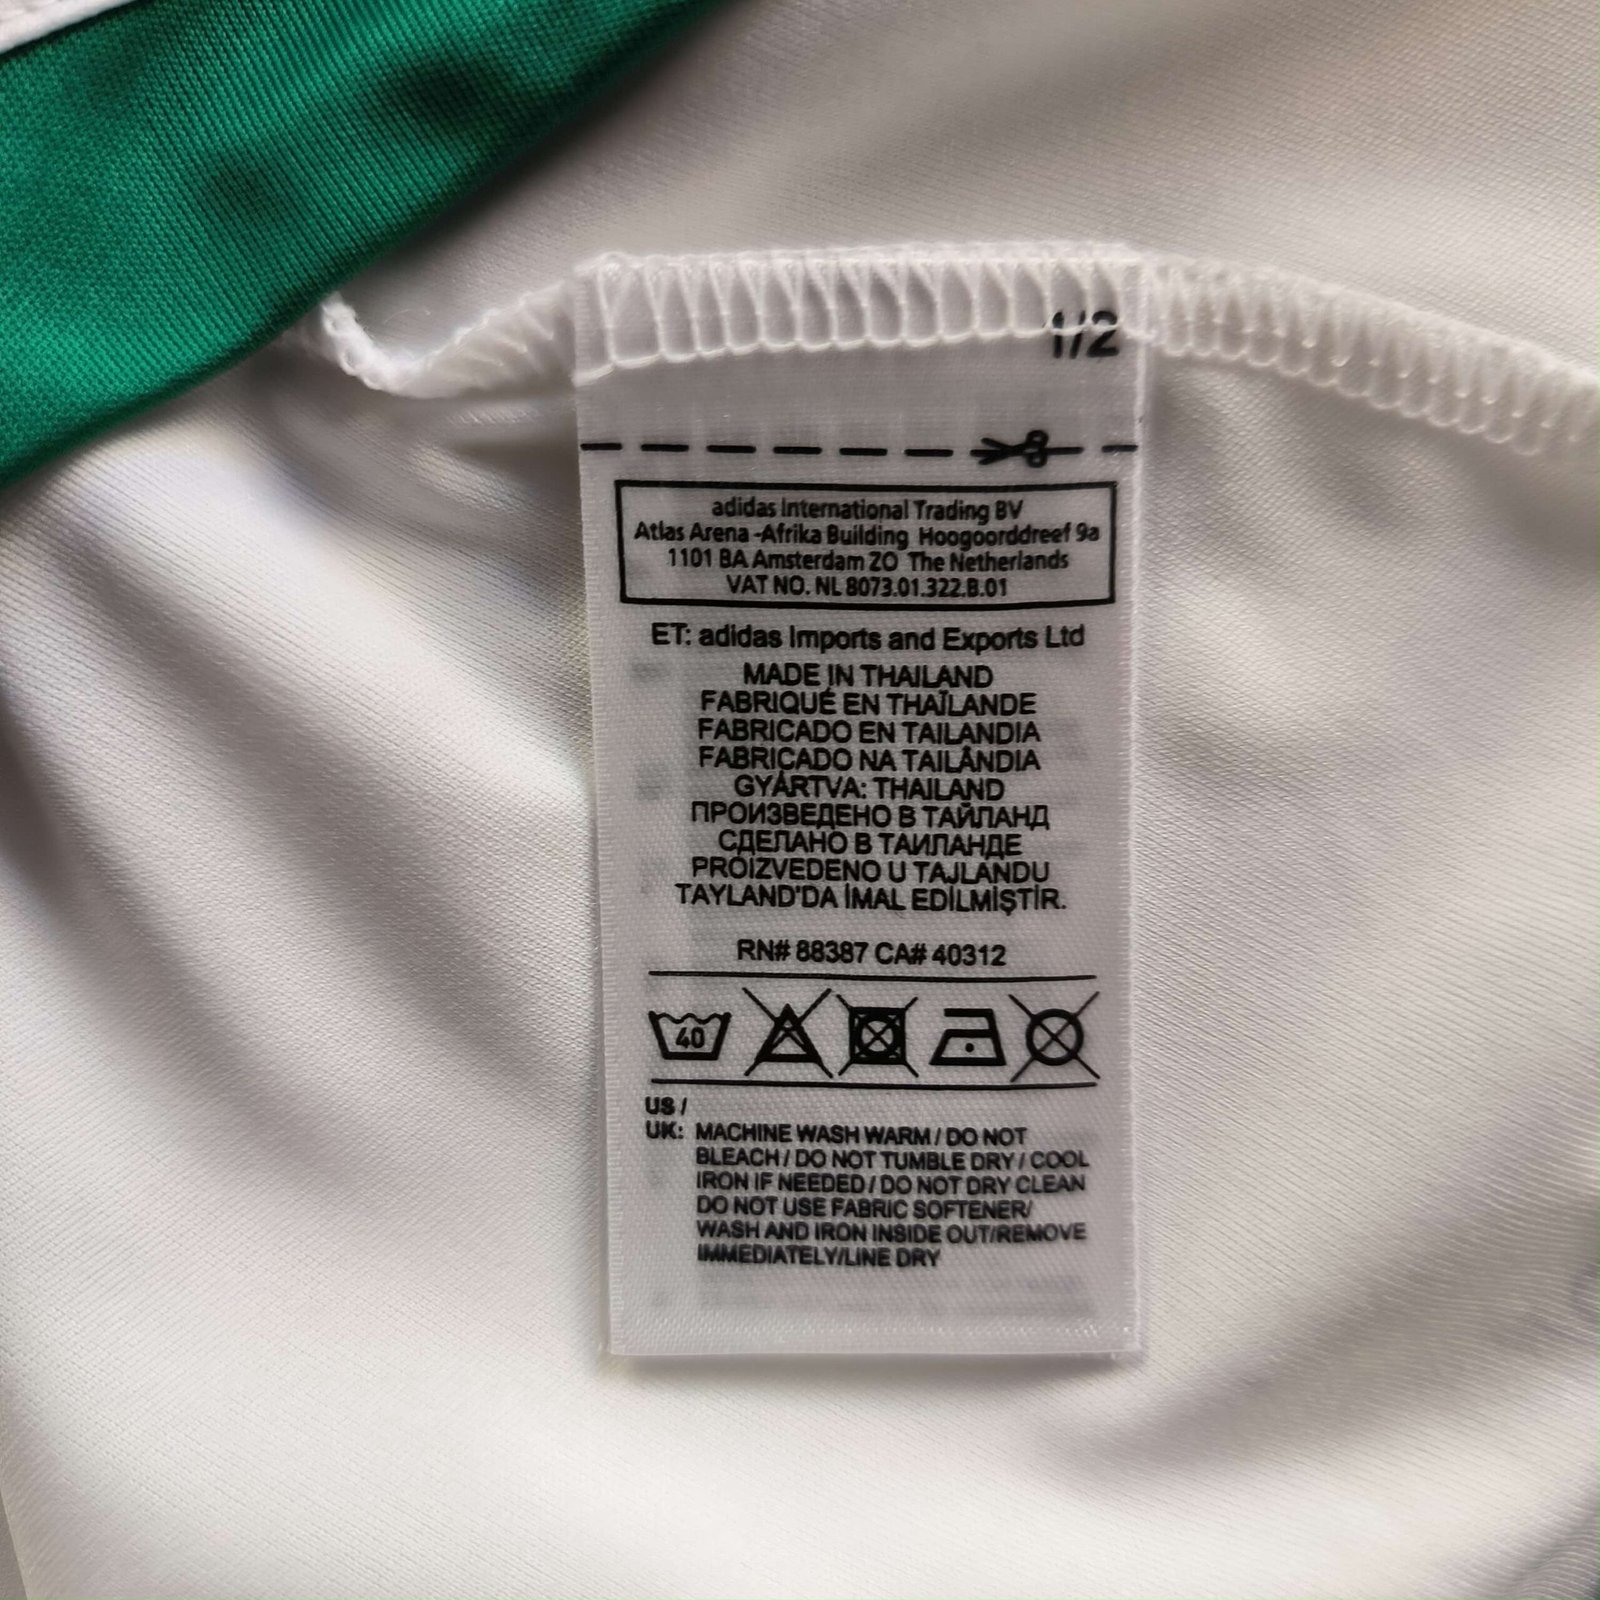 1/2
adidas International Trading BV
Atlas Arena -Afrika Building Hoogoorddreef 9a
1101 BA Amsterdam ZO The Netherlands
VAT NO. NL 8073.01.322.B.01
ET: adidas Imports and Exports Ltd
MADE IN THAILAND
FABRIQUÉ EN THAÏLANDE
FABRICADO EN TAILANDIA
FABRICADO NA TAILÂNDIA
GYÁRTVA: THAILAND
ПРОИЗВЕДЕНО В ТАЙЛАНД
СДЕЛАНО В ТАИЛАНДЕ
PROIZVEDENO U TAJLANDU
TAYLAND'DA İMAL EDİLMİŞTİR.
RN# 88387 CA# 40312
40
US /
UK: MACHINE WASH WARM / DO NOT
BLEACH / DO NOT TUMBLE DRY / COOL
IRON IF NEEDED / DO NOT DRY CLEAN
DO NOT USE FABRIC SOFTENER/
WASH AND IRON INSIDE OUT/REMOVE
IMMEDIATELY/LINE DRY